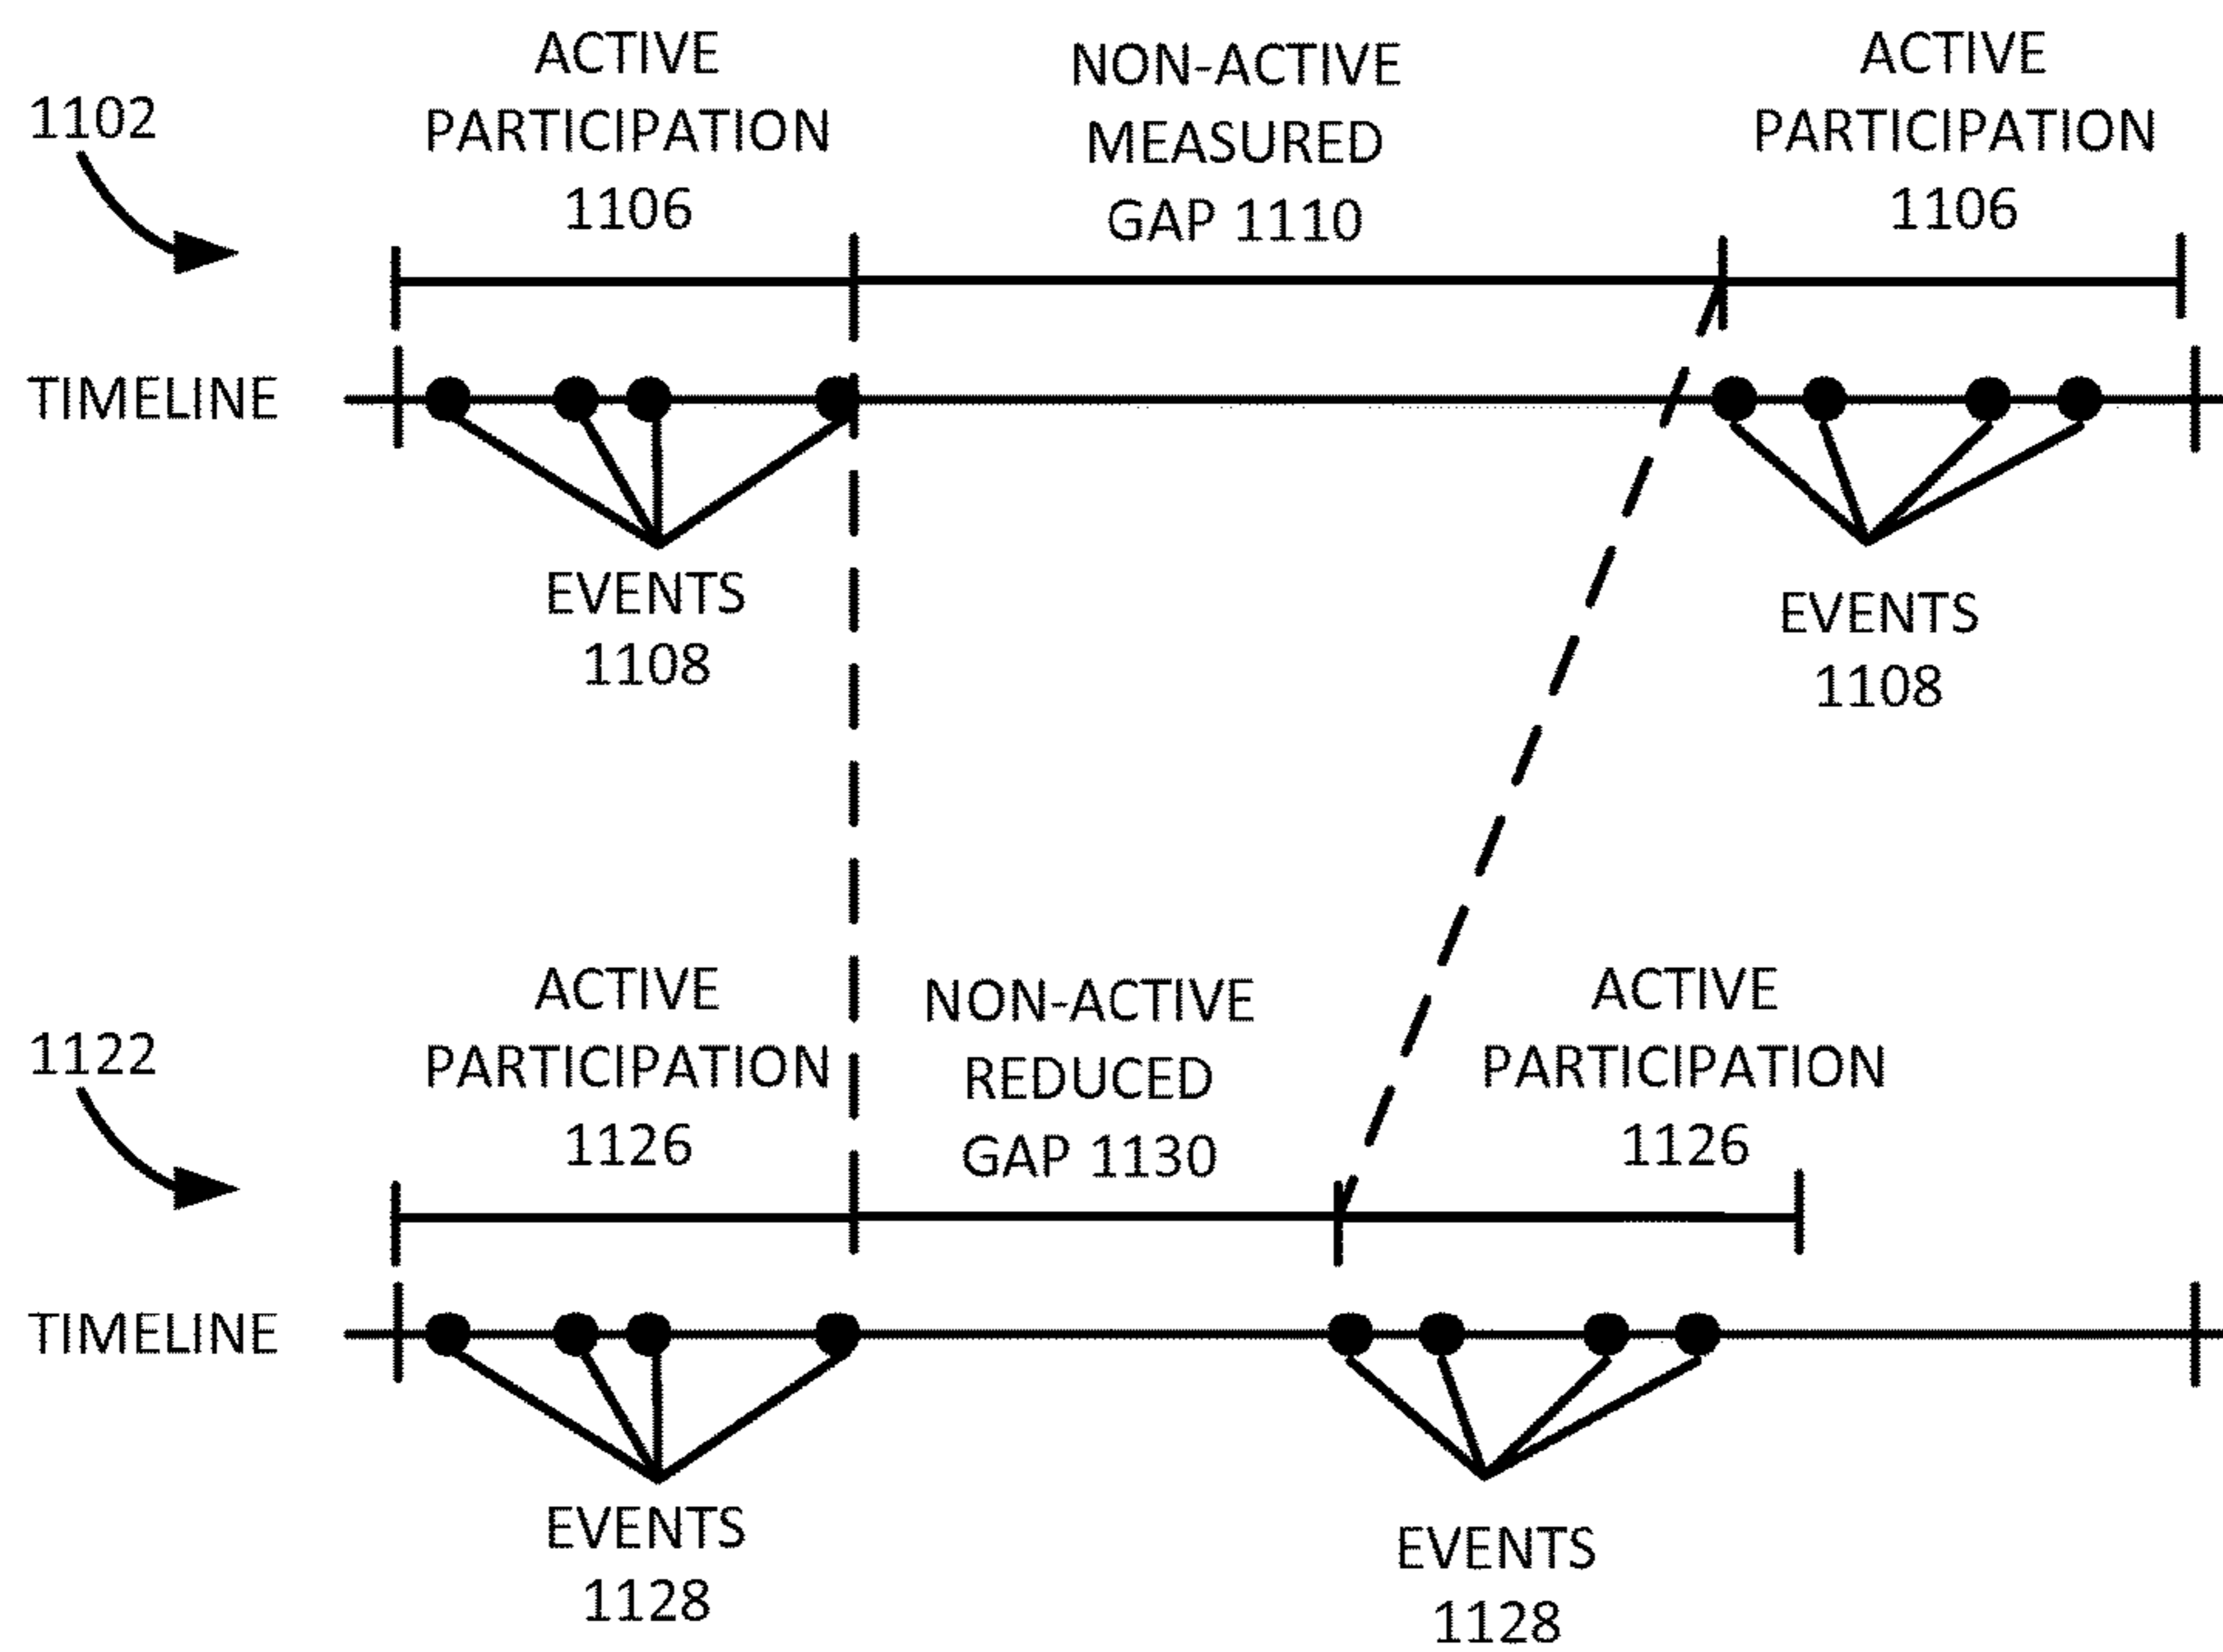 ACTIVE
PARTICIPATION
1106
NON-ACTIVE
MEASURED
GAP 1110
ACTIVE
PARTICIPATION
1106
1102
TIMELINE
EVENTS
1108
EVENTS
1108
ACTIVE
PARTICIPATION
1126
NON-ACTIVE
REDUCED
GAP 1130
ACTIVE
PARTICIPATION
1126
1122
TIMELINE
EVENTS
1128
EVENTS
1128